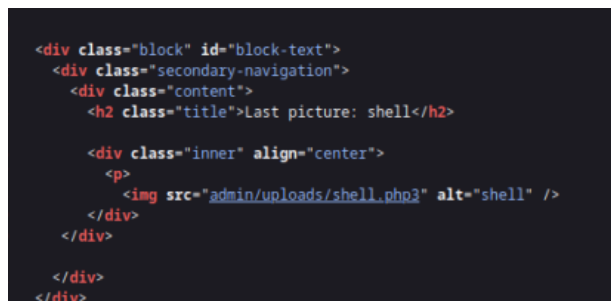 <div class="block" id="block-text">
<div class="secondary-navigation">
<div class="content">
<h2 class="title">Last picture: shell</h2>
<div class="inner" align="center">
<p>
<img src="admin/uploads/shell.php3" alt="shell" />
</div>
</div>
</div>
</div>